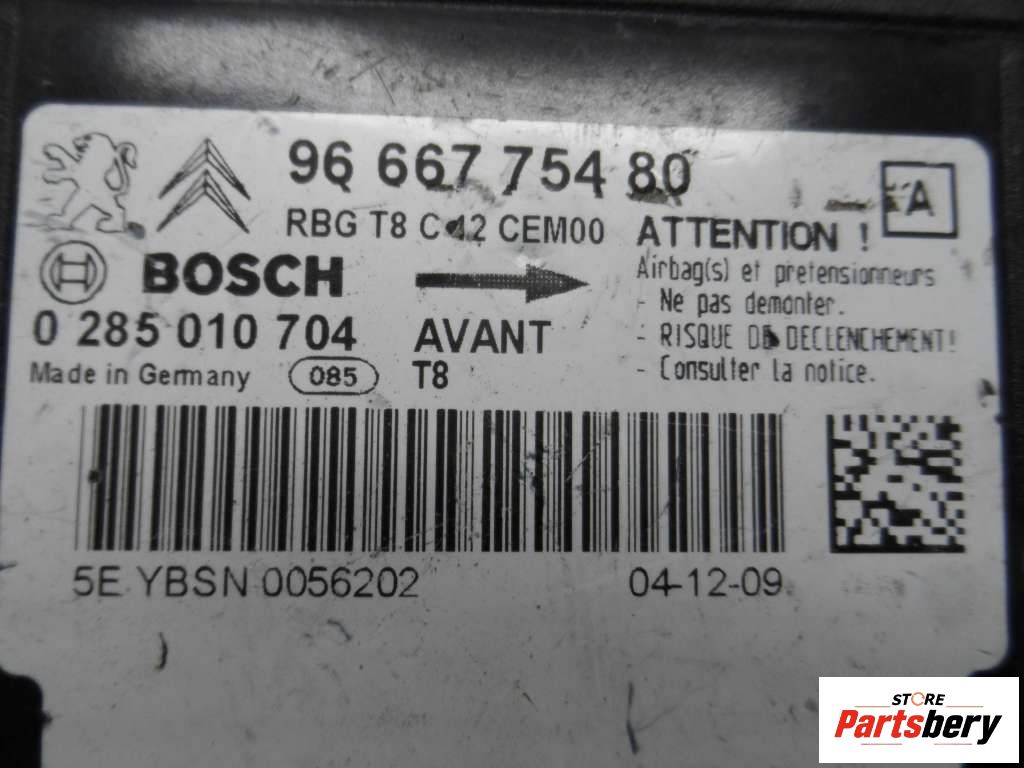 96 667 754 80
RBG T8 C 12 CEM00
A
BOSCH
0 285 010 704
Made in Germany 085
AVANT
T8
ATTENTION !
Airbag(s) et pretensionneurs
- Ne pas demonter.
- RISQUE DE DECLENCHEMENT!
- Consulter la notice.
5E YBSN 0056202
04-12-09
STORE
Partsbery